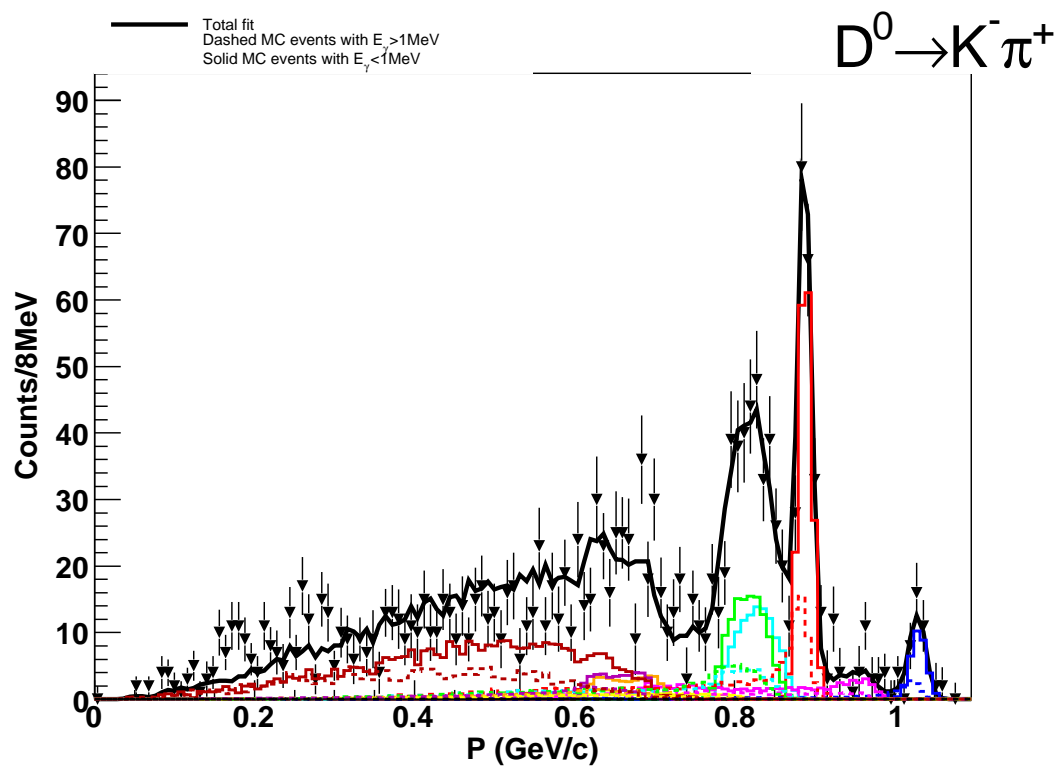 Total fit
Dashed MC events with Eγ>1MeV
Solid MC events with Eγ<1MeV
D⁰→K⁻π⁺
90
80
70
60
50
40
30
20
10
0
Counts/8MeV
0 0.2 0.4 0.6 0.8 1
P (GeV/c)